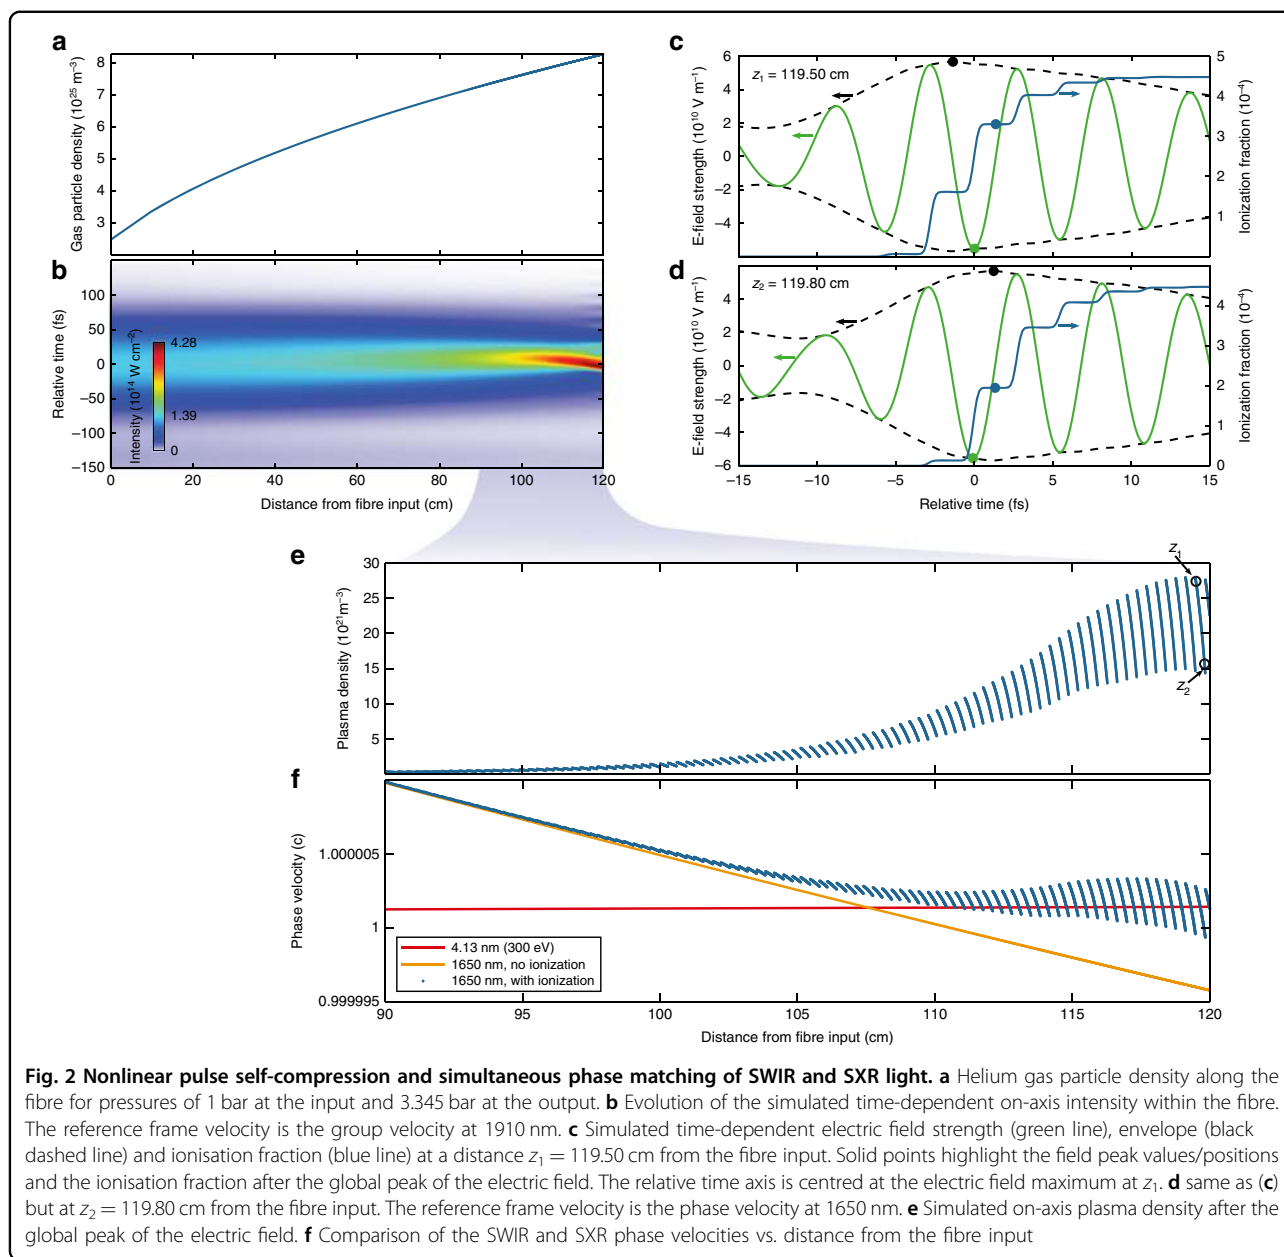 a
8
7
6
5
4
3
Gas particle density (10²⁵ m⁻³)
b
100
50
0
−50
−100
−150
Relative time (fs)
Intensity (10¹⁴ W cm⁻²)
4.28
1.39
0
0 20 40 60 80 100 120
Distance from fibre input (cm)
c
z₁ = 119.50 cm
6
4
2
0
−2
−4
E-field strength (10¹⁰ V m⁻¹)
5
4
3
2
1
Ionization fraction (10⁻⁴)
d
z₂ = 119.80 cm
4
2
0
−2
−4
−6
E-field strength (10¹⁰ V m⁻¹)
4
3
2
1
0
Ionization fraction (10⁻⁴)
−15 −10 −5 0 5 10 15
Relative time (fs)
e
30
25
20
15
10
5
Plasma density (10²¹m⁻³)
z₁
z₂
f
1.000005
1
0.999995
Phase velocity (c)
4.13 nm (300 eV)
1650 nm, no ionization
1650 nm, with ionization
90 95 100 105 110 115 120
Distance from fibre input (cm)
Fig. 2 Nonlinear pulse self-compression and simultaneous phase matching of SWIR and SXR light. a Helium gas particle density along the
fibre for pressures of 1 bar at the input and 3.345 bar at the output. b Evolution of the simulated time-dependent on-axis intensity within the fibre.
The reference frame velocity is the group velocity at 1910 nm. c Simulated time-dependent electric field strength (green line), envelope (black
dashed line) and ionisation fraction (blue line) at a distance z₁ = 119.50 cm from the fibre input. Solid points highlight the field peak values/positions
and the ionisation fraction after the global peak of the electric field. The relative time axis is centred at the electric field maximum at z₁. d same as (c)
but at z₂ = 119.80 cm from the fibre input. The reference frame velocity is the phase velocity at 1650 nm. e Simulated on-axis plasma density after the
global peak of the electric field. f Comparison of the SWIR and SXR phase velocities vs. distance from the fibre input